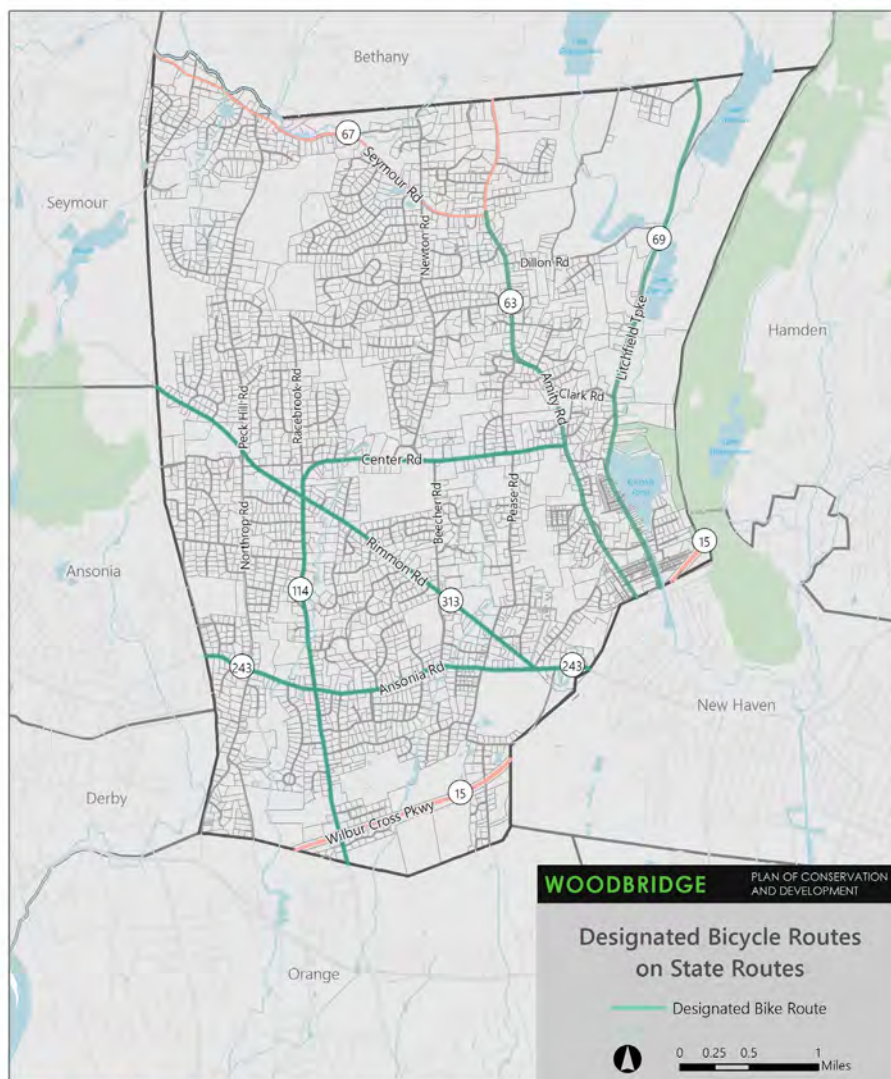 Bethany
67
Seymour Rd
Seymour
Newton Rd
69
Dillon Rd
63
Hamden
Litchfield Tpke
Amity Rd
Clark Rd
Peck Hill Rd
Racebrook Rd
Center Rd
Beecher Rd
Pease Rd
Northrop Rd
Rimmon Rd
15
Ansonia
114
313
243
243
Ansonia Rd
New Haven
Derby
15
Wilbur Cross Pkwy
WOODBRIDGE
PLAN OF CONSERVATION
AND DEVELOPMENT
Designated Bicycle Routes
on State Routes
Orange
Designated Bike Route
0 0.25 0.5 1
Miles